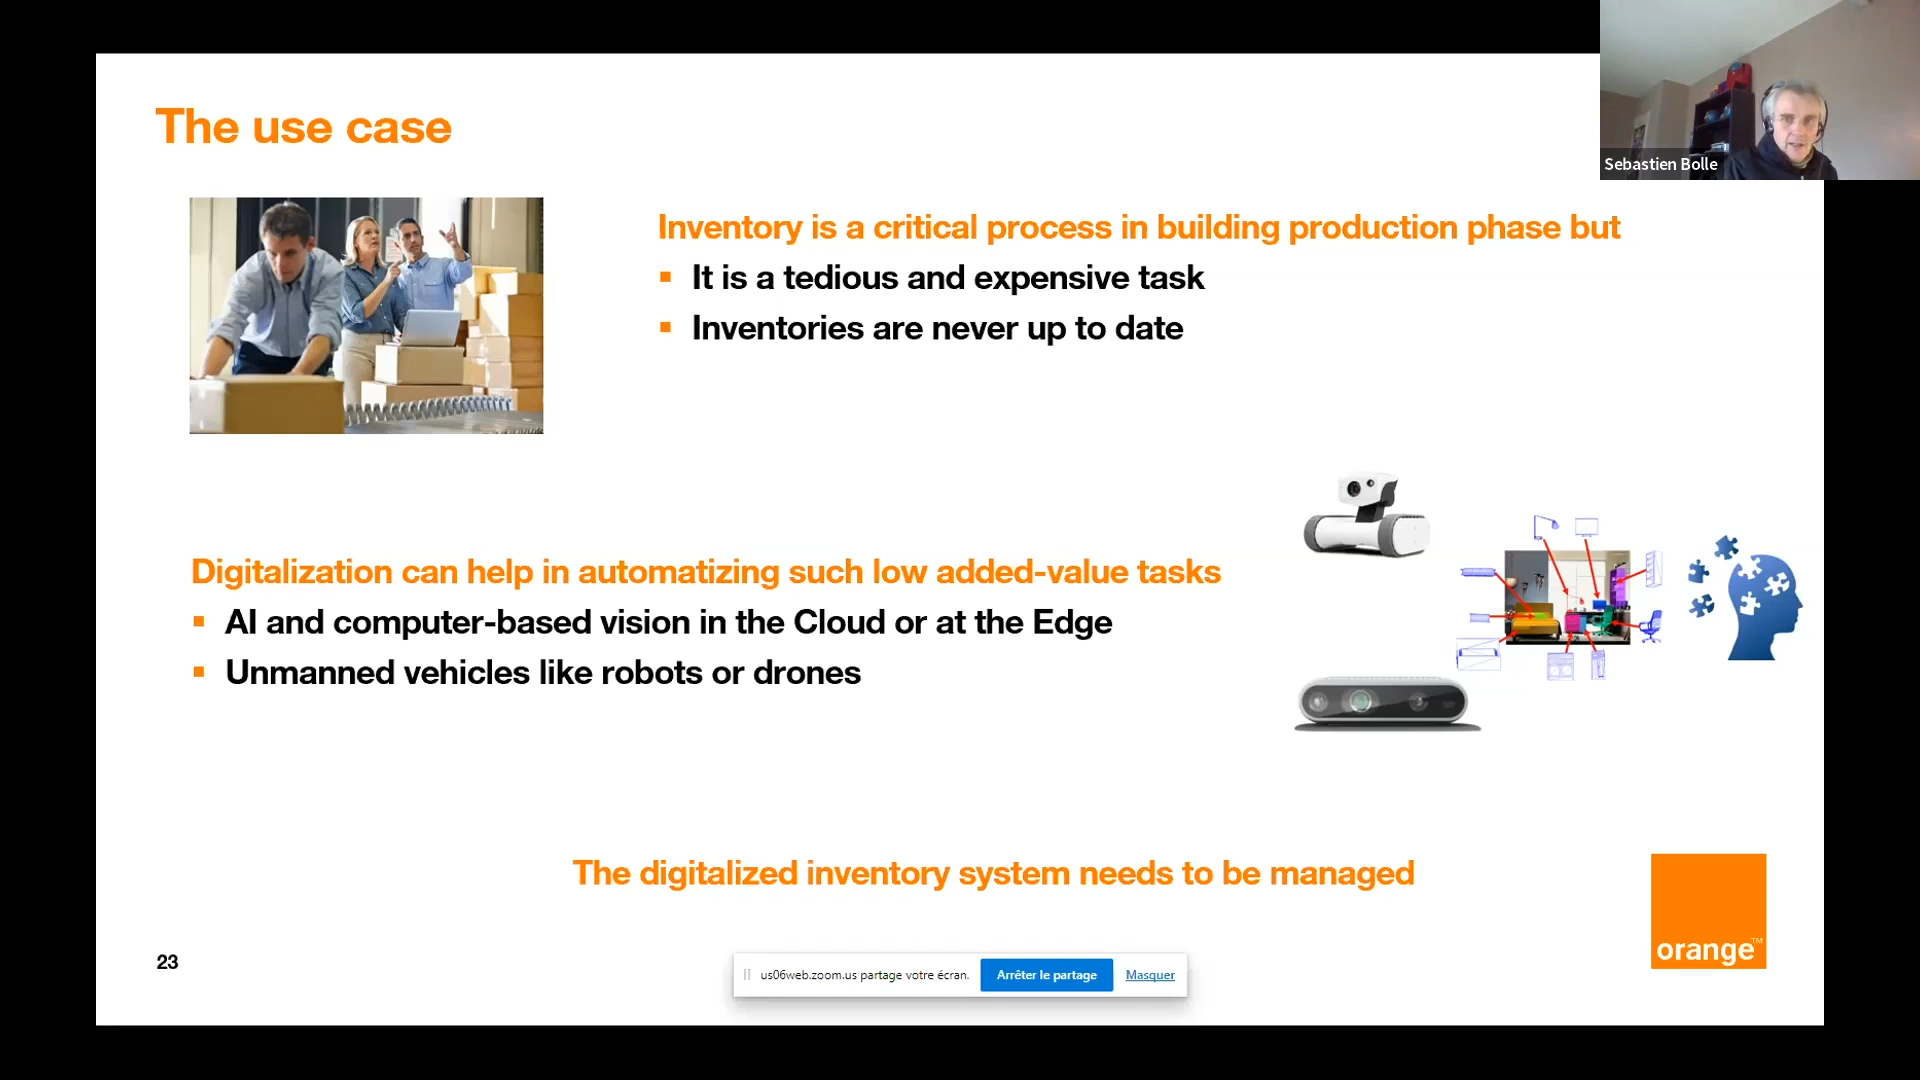 The use case
Sebastien Bolle
Inventory is a critical process in building production phase but
▪ It is a tedious and expensive task
▪ Inventories are never up to date
Digitalization can help in automatizing such low added-value tasks
▪ AI and computer-based vision in the Cloud or at the Edge
▪ Unmanned vehicles like robots or drones
The digitalized inventory system needs to be managed
orange™
23
us06web.zoom.us partage votre écran.
Arrêter le partage
Masquer